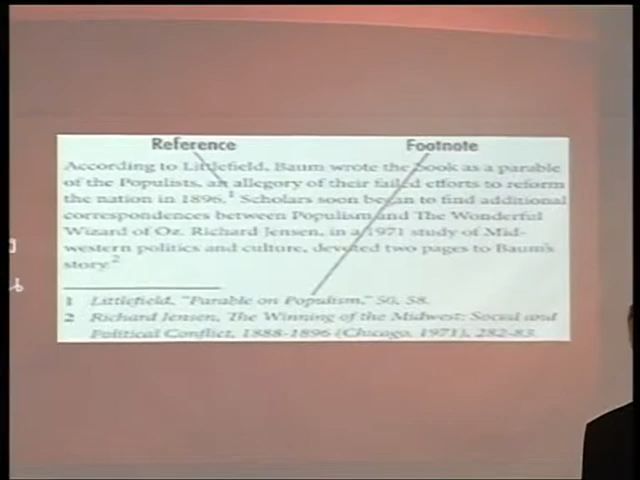 Reference Footnote
According to Littlefield, Baum wrote the book as a parable
of the Populists, an allegory of their failed efforts to reform
the nation in 1896.1 Scholars soon began to find additional
correspondences between Populism and The Wonderful
Wizard of Oz. Richard Jensen, in a 1971 study of Mid-
western politics and culture, devoted two pages to Baum's
story.2
1 Littlefield, "Parable on Populism," 50, 58.
2 Richard Jensen, The Winning of the Midwest: Social and
Political Conflict, 1888-1896 (Chicago, 1971), 282-83.